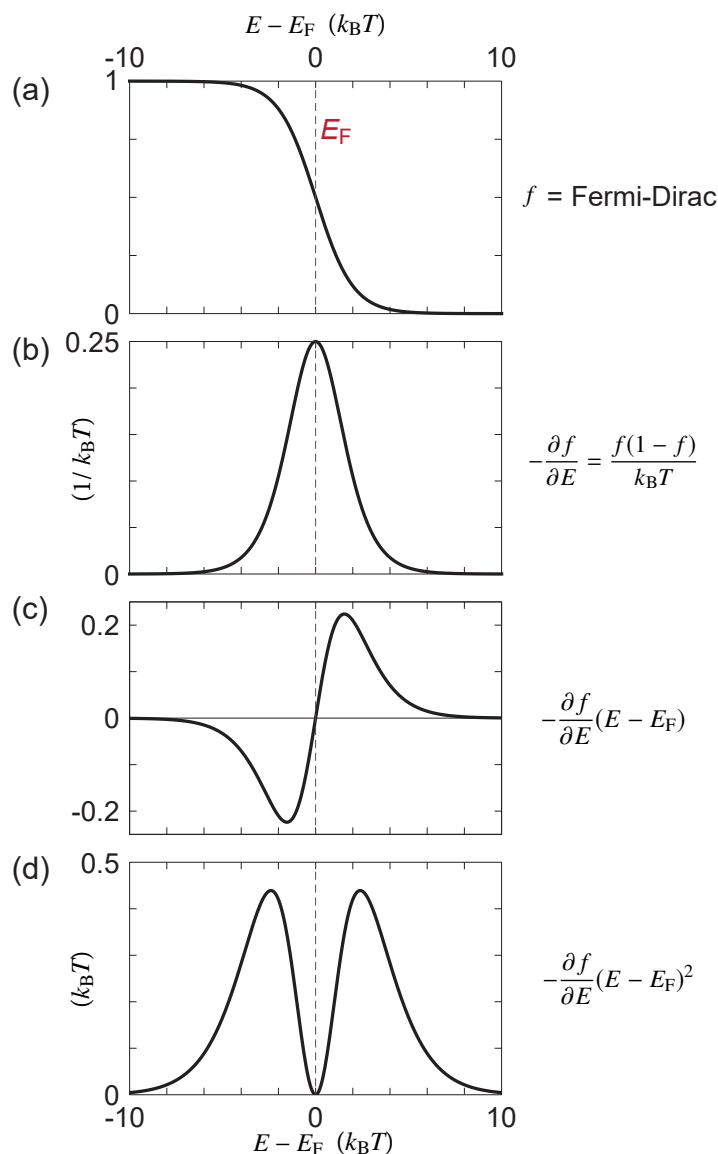 E − E_F (k_BT)
-10 0 10
(a)
1
E_F
f = Fermi-Dirac
0
(b)
0.25
(1/ k_BT)
−∂f/∂E = f(1 − f)/k_BT
0
(c)
0.2
0
−∂f/∂E (E − E_F)
-0.2
(d)
0.5
(k_BT)
−∂f/∂E (E − E_F)²
0
-10 0 10
E − E_F (k_BT)